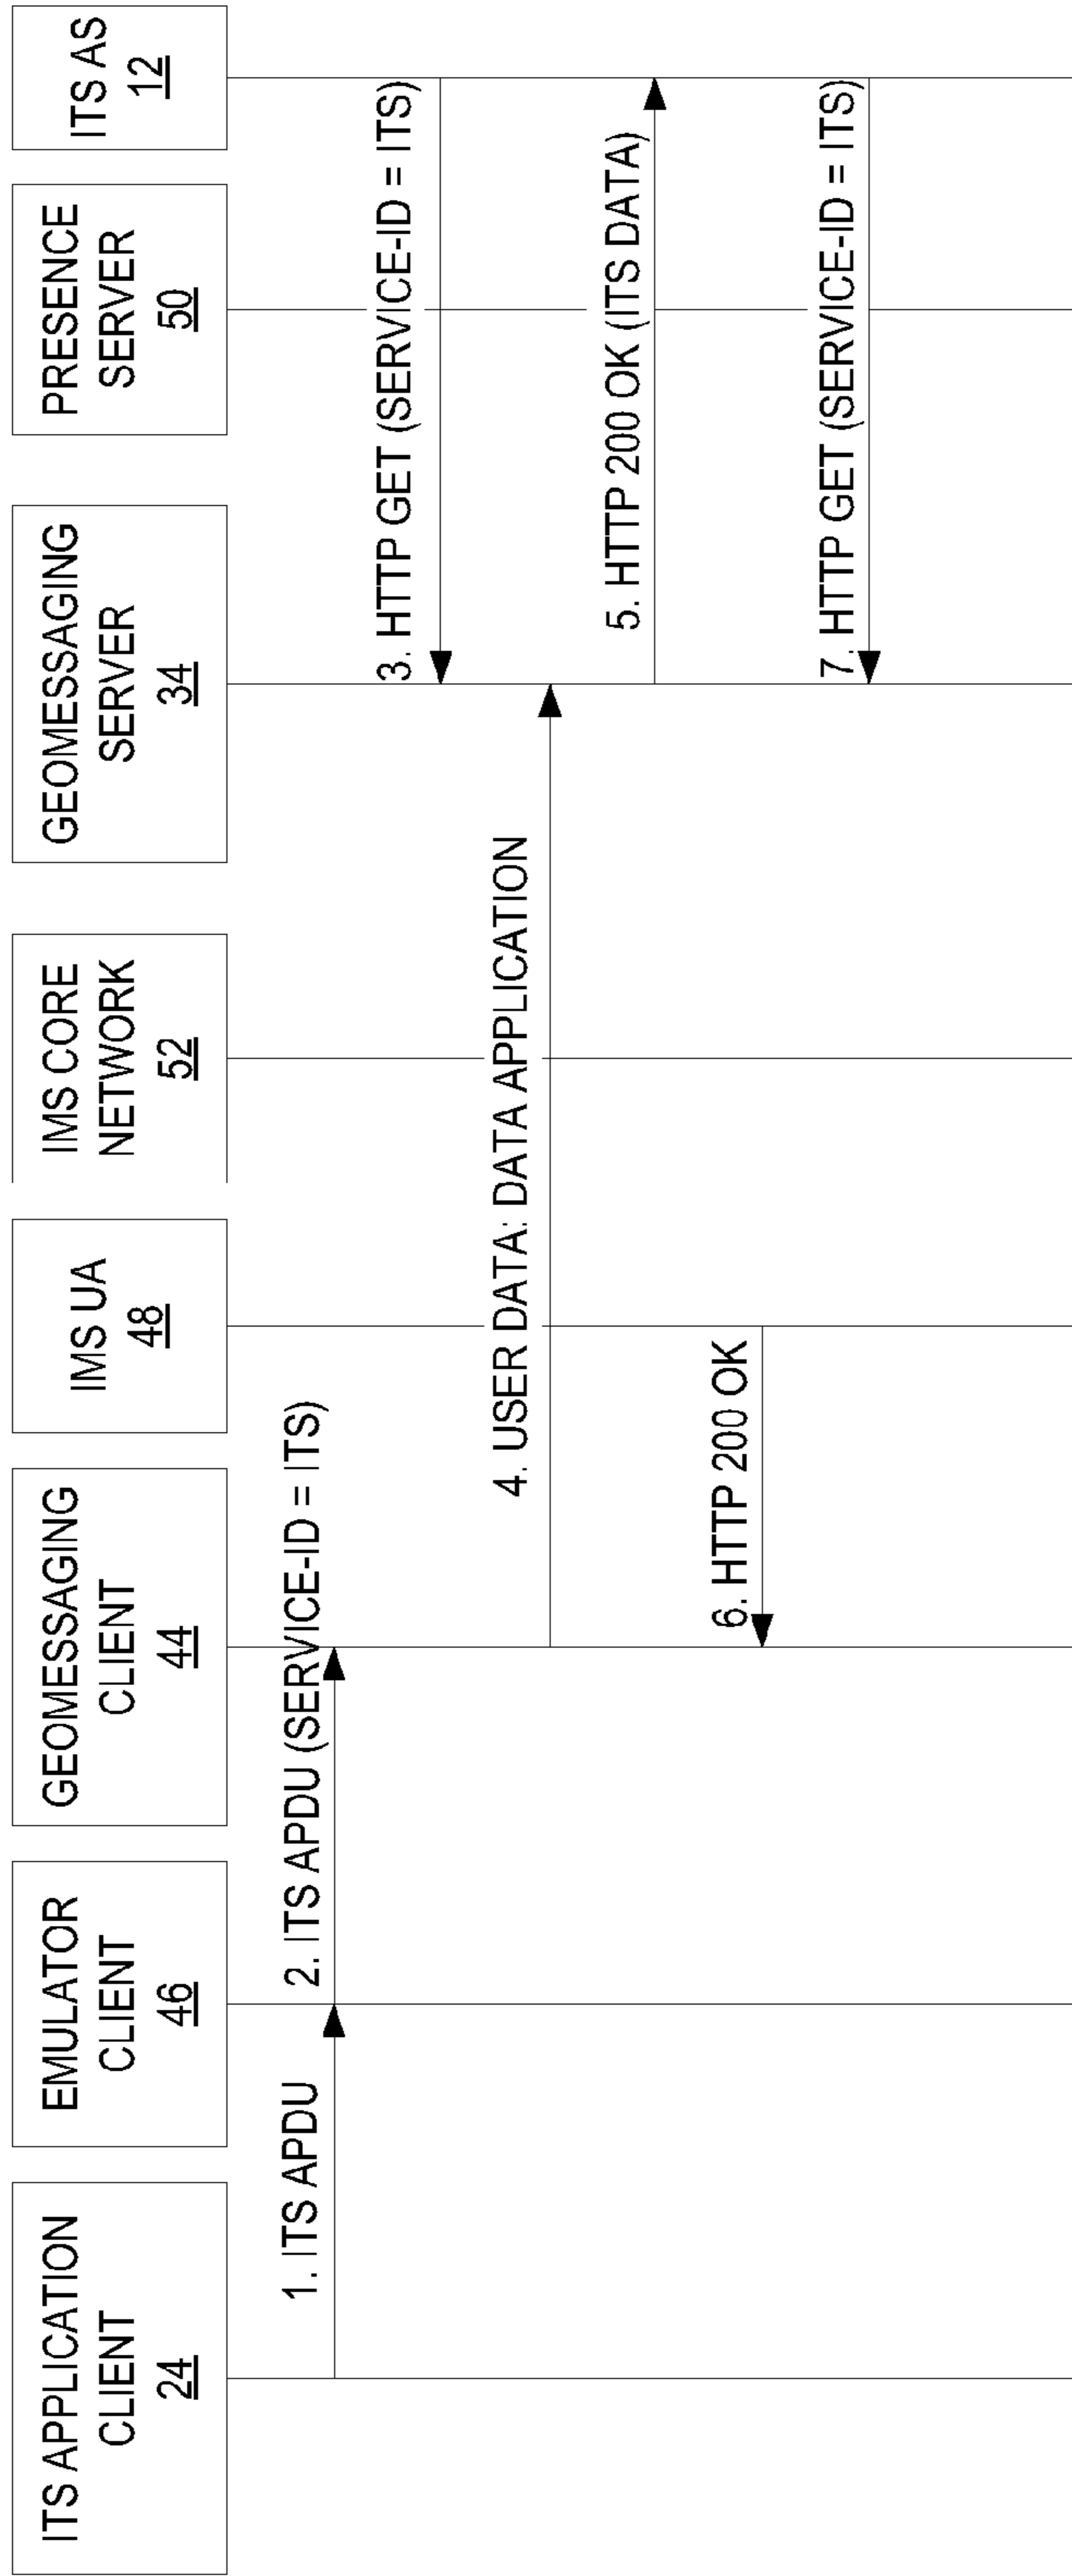 ITS APPLICATION
CLIENT
24
EMULATOR
CLIENT
46
GEOMESSAGING
CLIENT
44
IMS UA
48
IMS CORE
NETWORK
52
GEOMESSAGING
SERVER
34
PRESENCE
SERVER
50
ITS AS
12
1. ITS APDU
2. ITS APDU (SERVICE-ID = ITS)
3. HTTP GET (SERVICE-ID = ITS)
4. USER DATA: DATA APPLICATION
5. HTTP 200 OK (ITS DATA)
6. HTTP 200 OK
7. HTTP GET (SERVICE-ID = ITS)